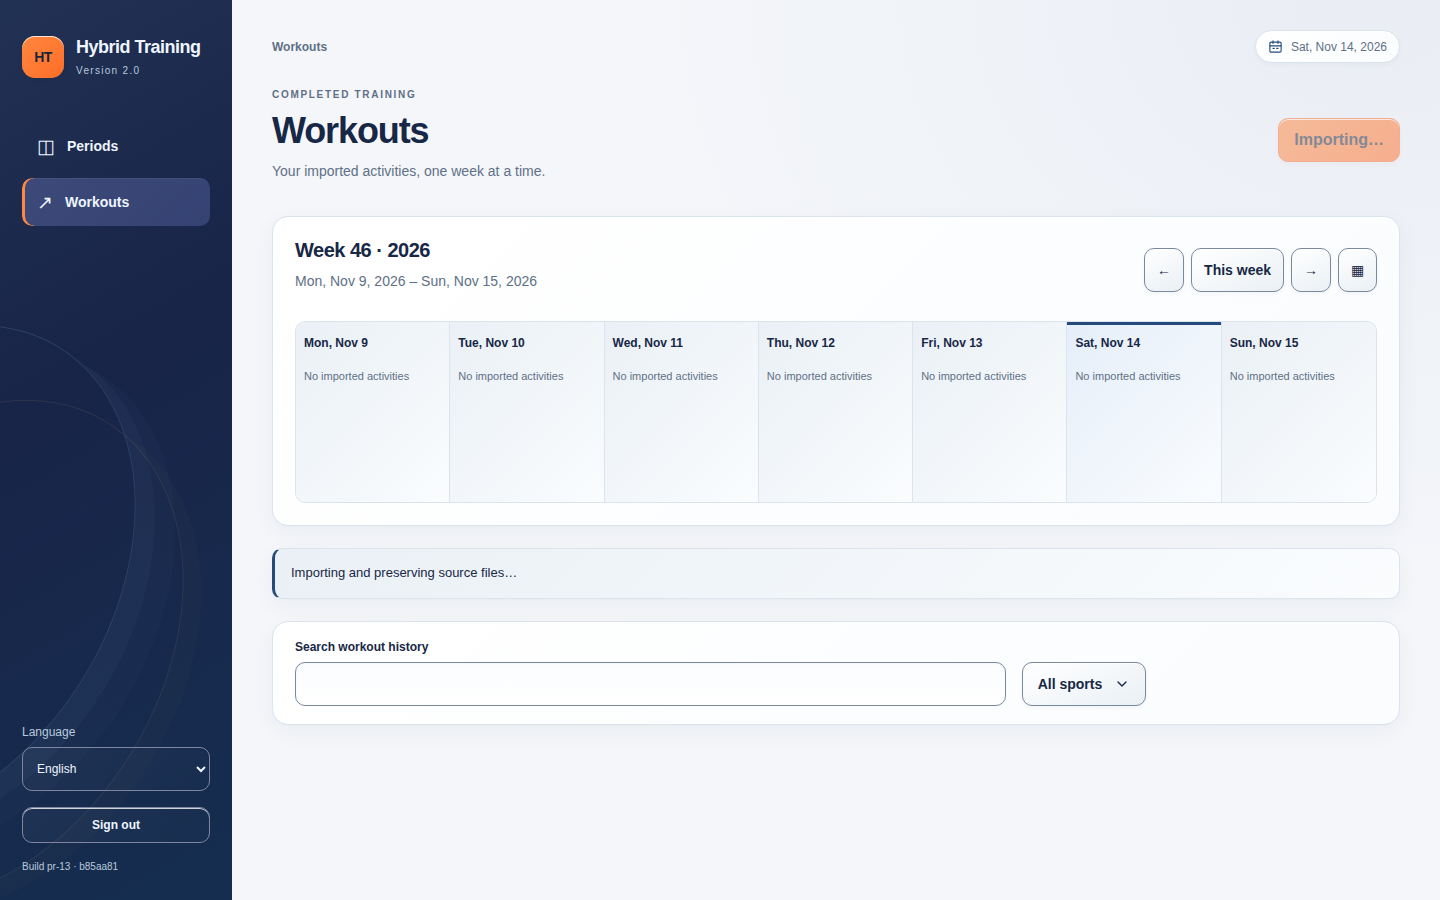 HT
Hybrid Training
Version 2.0
Periods
Workouts
Language
English
Sign out
Build pr-13 · b85aa81
Workouts
Sat, Nov 14, 2026
COMPLETED TRAINING
Workouts
Your imported activities, one week at a time.
Importing…
Week 46 · 2026
Mon, Nov 9, 2026 – Sun, Nov 15, 2026
←
This week
→
Mon, Nov 9
No imported activities
Tue, Nov 10
No imported activities
Wed, Nov 11
No imported activities
Thu, Nov 12
No imported activities
Fri, Nov 13
No imported activities
Sat, Nov 14
No imported activities
Sun, Nov 15
No imported activities
Importing and preserving source files…
Search workout history
All sports